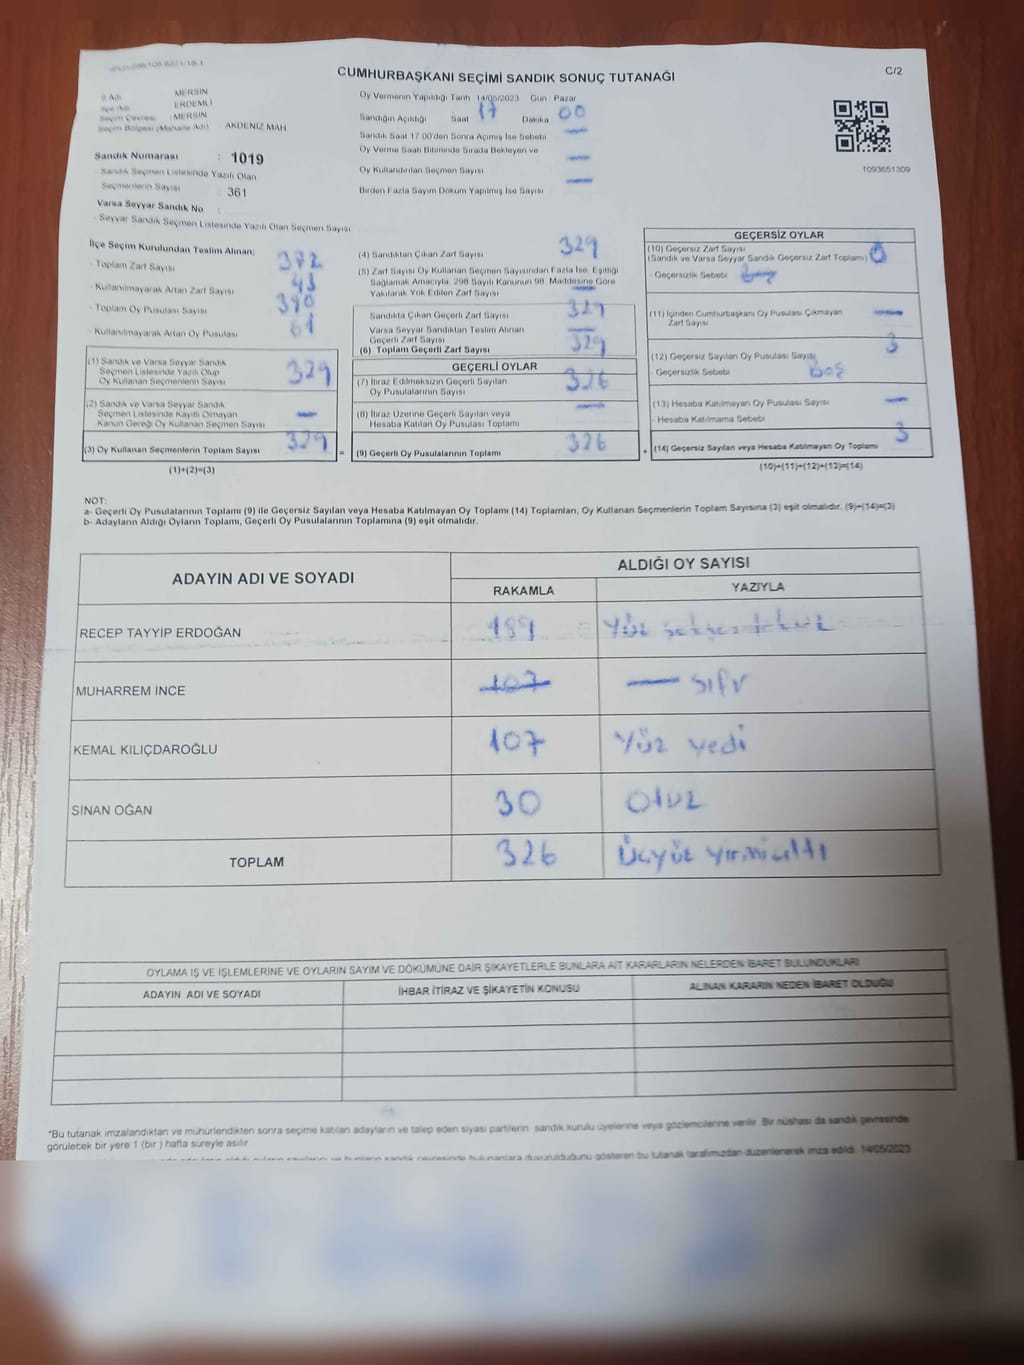 CUMHURBAŞKANI SEÇİMİ SANDIK SONUÇ TUTANAĞI
C/2
İl Adı MERSİN
İlçe Adı ERDEMLİ
Seçim Çevresi : MERSİN
Seçim Bölgesi (Mahalle Adı) AKDENİZ MAH
Sandık Numarası : 1019
- Sandık Seçmen Listesinde Yazılı Olan
Seçmenlerin Sayısı : 361
Varsa Seyyar Sandık No :
- Seyyar Sandık Seçmen Listesinde Yazılı Olan Seçmen Sayısı
Oy Vermenin Yapıldığı Tarih 14/05/2023 Gün Pazar
Sandığın Açıldığı Saat 17 Dakika 00
Sandık Saat 17:00'den Sonra Açımış İse Sebebi —
Oy Verme Saati Bitiminde Sırada Bekleyen ve
Oy Kullandırılan Seçmen Sayısı —
Birden Fazla Sayım Döküm Yapılmış İse Sayısı —
1093651309
İlçe Seçim Kurulundan Teslim Alınan;
- Toplam Zarf Sayısı 372
- Kullanılmayarak Artan Zarf Sayısı 43
- Toplam Oy Pusulası Sayısı 390
- Kullanılmayarak Artan Oy Pusulası 61
(1) Sandık ve Varsa Seyyar Sandık
Seçmen Listesinde Yazılı Olup
Oy Kullanan Seçmenlerin Sayısı 329
(2) Sandık ve Varsa Seyyar Sandık
Seçmen Listesinde Kayıtlı Olmayan
Kanun Gereği Oy Kullanan Seçmen Sayısı —
(3) Oy Kullanan Seçmenlerin Toplam Sayısı 329
(1)+(2)=(3)
(4) Sandıktan Çıkan Zarf Sayısı 329
(5) Zarf Sayısı Oy Kullanan Seçmen Sayısından Fazla İse, Eşitliği
Sağlamak Amacıyla, 298 Sayılı Kanunun 98. Maddesine Göre
Yakılarak Yok Edilen Zarf Sayısı —
Sandıkta Çıkan Geçerli Zarf Sayısı 329
Varsa Seyyar Sandıktan Teslim Alınan
Geçerli Zarf Sayısı —
(6) Toplam Geçerli Zarf Sayısı 329
GEÇERLİ OYLAR
(7) İtiraz Edilmeksizin Geçerli Sayılan
Oy Pusulalarının Sayısı 326
(8) İtiraz Üzerine Geçerli Sayılan veya
Hesaba Katılan Oy Pusulası Toplamı —
= (9) Geçerli Oy Pusulalarının Toplamı 326
GEÇERSİZ OYLAR
(10) Geçersiz Zarf Sayısı
(Sandık ve Varsa Seyyar Sandık Geçersiz Zarf Toplamı) 0
- Geçersizlik Sebebi
(11) İçinden Cumhurbaşkanı Oy Pusulası Çıkmayan
Zarf Sayısı —
(12) Geçersiz Sayılan Oy Pusulası Sayısı 3
- Geçersizlik Sebebi Boş
(13) Hesaba Katılmayan Oy Pusulası Sayısı —
- Hesaba Katılmama Sebebi
+ (14) Geçersiz Sayılan veya Hesaba Katılmayan Oy Toplamı 3
(10)+(11)+(12)+(13)=(14)
NOT:
a- Geçerli Oy Pusulalarının Toplamı (9) ile Geçersiz Sayılan veya Hesaba Katılmayan Oy Toplamı (14) Toplamları, Oy Kullanan Seçmenlerin Toplam Sayısına (3) eşit olmalıdır. (9)+(14)=(3)
b- Adayların Aldığı Oyların Toplamı, Geçerli Oy Pusulalarının Toplamına (9) eşit olmalıdır.
ADAYIN ADI VE SOYADI ALDIĞI OY SAYISI
RAKAMLA YAZIYLA
RECEP TAYYİP ERDOĞAN 189 Yüz seksendokuz
MUHARREM İNCE 107 — sıfır
KEMAL KILIÇDAROĞLU 107 Yüz yedi
SİNAN OĞAN 30 Otuz
TOPLAM 326 Üçyüz yirmialtı
OYLAMA İŞ VE İŞLEMLERİNE VE OYLARIN SAYIM VE DÖKÜMÜNE DAİR ŞİKAYETLERLE BUNLARA AİT KARARLARIN NELERDEN İBARET BULUNDUKLARI
ADAYIN ADI VE SOYADI İHBAR İTİRAZ VE ŞİKAYETİN KONUSU ALINAN KARARIN NEDEN İBARET OLDUĞU
*Bu tutanak imzalandıktan ve mühürlendikten sonra seçime katılan adayların ve talep eden siyasi partilerin sandık kurulu üyelerine veya gözlemcilerine verilir. Bir nüshası da sandık çevresinde
görülecek bir yere 1 (bir) hafta süreyle asılır.
sandık çevresinde bulunanlara duyurulduğunu gösteren bu tutanak tarafımızdan düzenlenerek imza edildi. 14/05/2023